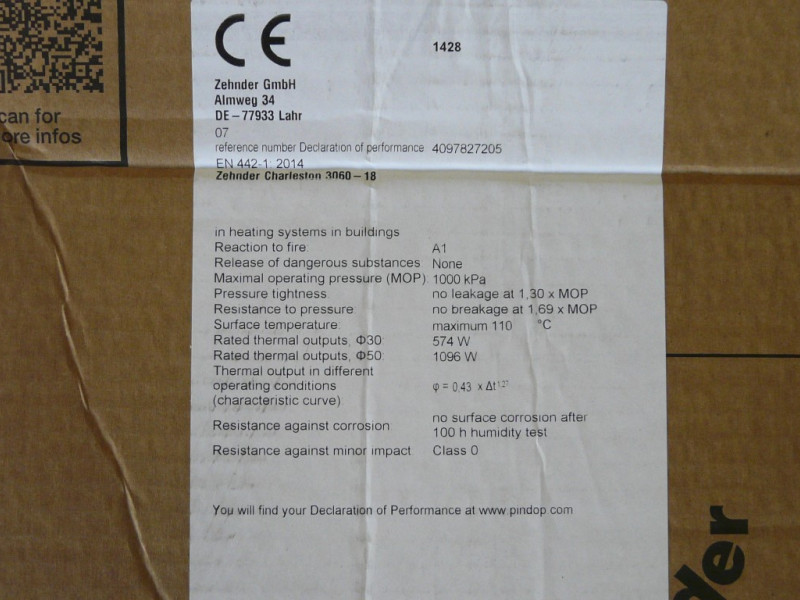 CE 1428
Zehnder GmbH
Almweg 34
DE – 77933 Lahr
07
reference number Declaration of performance 4097827205
EN 442-1: 2014
Zehnder Charleston 3060 – 18
can for
ore infos
in heating systems in buildings
Reaction to fire: A1
Release of dangerous substances: None
Maximal operating pressure (MOP): 1000 kPa
Pressure tightness: no leakage at 1,30 x MOP
Resistance to pressure: no breakage at 1,69 x MOP
Surface temperature: maximum 110 °C
Rated thermal outputs, Φ30: 574 W
Rated thermal outputs, Φ50: 1096 W
Thermal output in different
operating conditions φ = 0.43 x Δt
(characteristic curve):
no surface corrosion after
Resistance against corrosion:
100 h humidity test
Resistance against minor impact: Class 0
You will find your Declaration of Performance at www.pindop.com
der